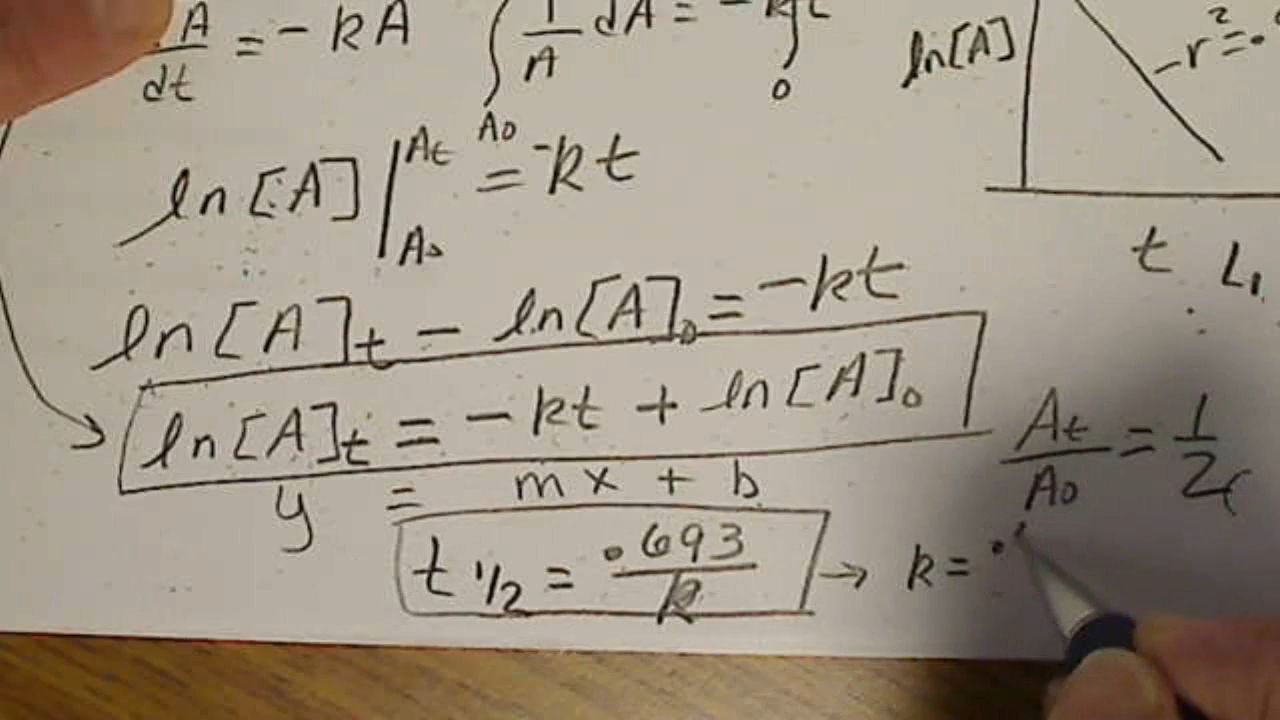 A/dt = -kA
∫ 1/A dA = -k∫
0
A0
ln[A] |At A0 = -kt
ln[A]t - ln[A]0 = -kt
ln[A]t = -kt + ln[A]0
y = mx + b
t 1/2 = .693/k → k = .
ln[A]
r² = .
t
At/A0 = 1/2